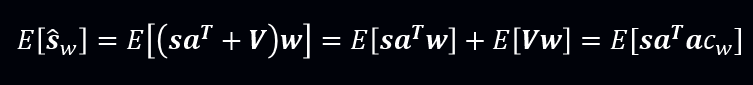 E[ŝ_w] = E[(sa^T + V)w] = E[sa^T w] + E[Vw] = E[sa^T ac_w]